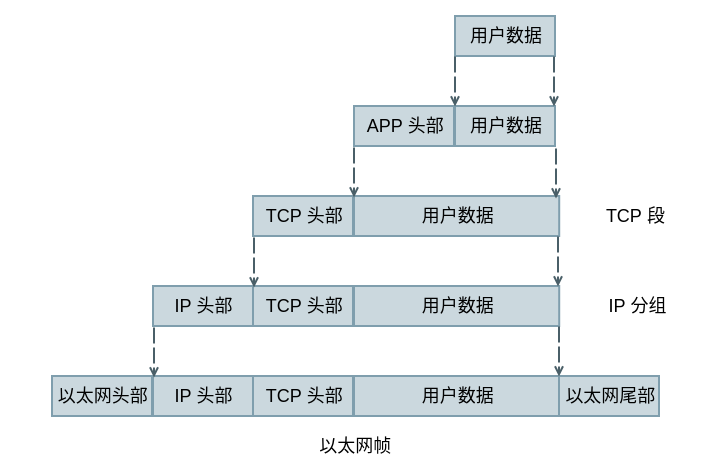 用户数据
APP 头部 用户数据
TCP 头部 用户数据 TCP 段
IP 头部 TCP 头部 用户数据 IP 分组
以太网头部 IP 头部 TCP 头部 用户数据 以太网尾部
以太网帧